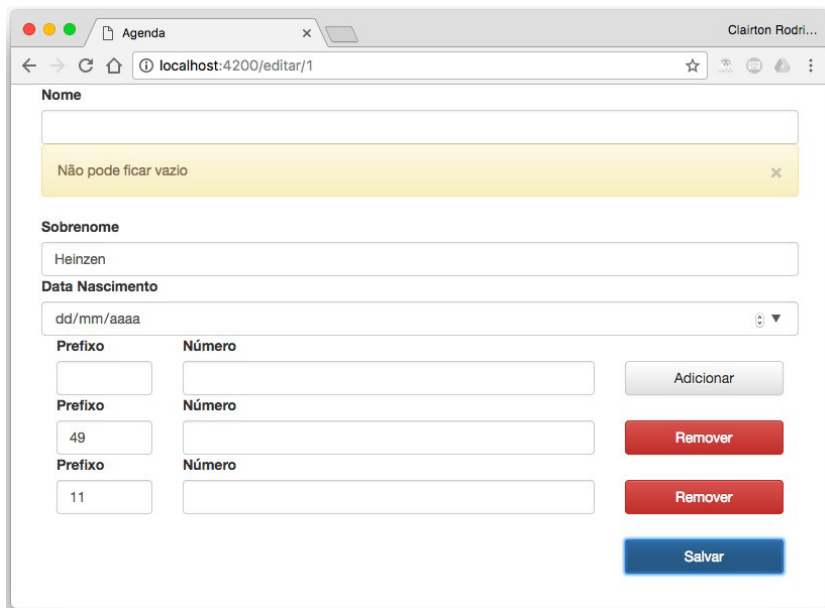 Agenda
Clairton Rodri...
localhost:4200/editar/1
Nome
Não pode ficar vazio
Sobrenome
Heinzen
Data Nascimento
dd/mm/aaaa
Prefixo Número
Adicionar
Prefixo Número
49 Remover
Prefixo Número
11 Remover
Salvar